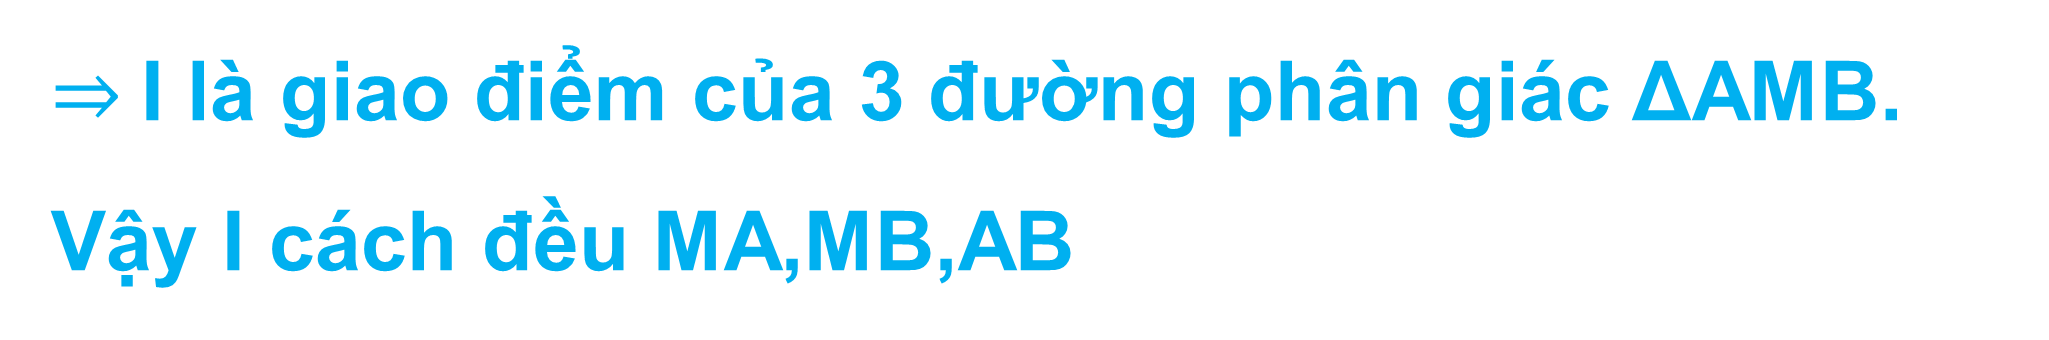 ⇒ I là giao điểm của 3 đường phân giác ΔAMB.
Vậy I cách đều MA,MB,AB